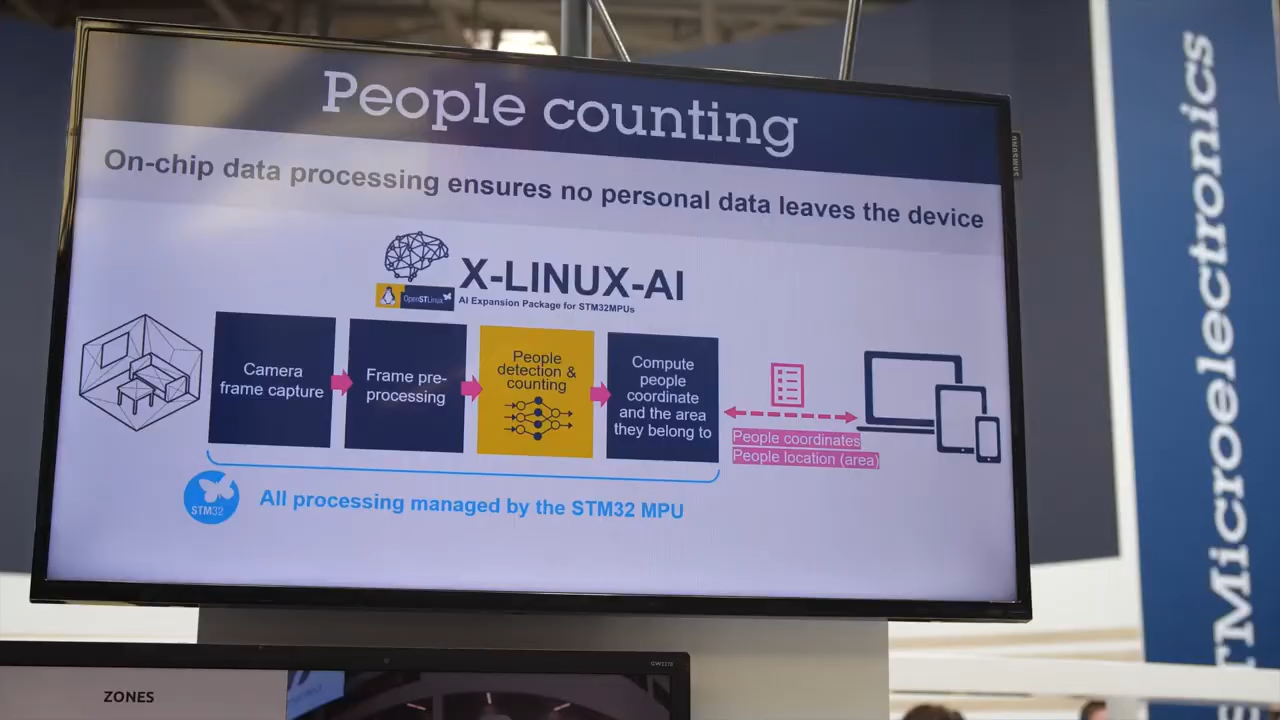 People counting
On-chip data processing ensures no personal data leaves the device
X-LINUX-AI
OpenSTLinux
AI Expansion Package for STM32MPUs
Camera
frame capture
Frame pre-
processing
People
detection &
counting
Compute
people
coordinate
and the area
they belong to
People coordinates
People location (area)
STM32
All processing managed by the STM32 MPU
SAMSUNG
STMicroelectronics
ZONES